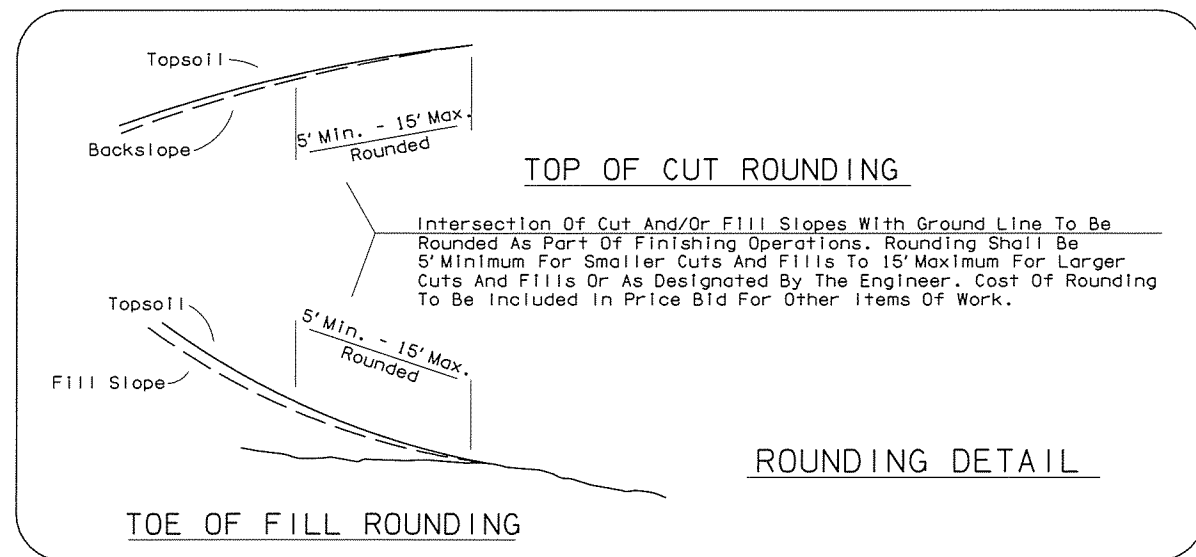 Topsoil
Backslope
5' Min. - 15' Max.
Rounded
TOP OF CUT ROUNDING
Intersection Of Cut And/Or Fill Slopes With Ground Line To Be
Rounded As Part Of Finishing Operations. Rounding Shall Be
5' Minimum For Smaller Cuts And Fills To 15' Maximum For Larger
Cuts And Fills Or As Designated By The Engineer. Cost Of Rounding
To Be Included In Price Bid For Other Items Of Work.
Topsoil
Fill Slope
5' Min. - 15' Max.
Rounded
ROUNDING DETAIL
TOE OF FILL ROUNDING